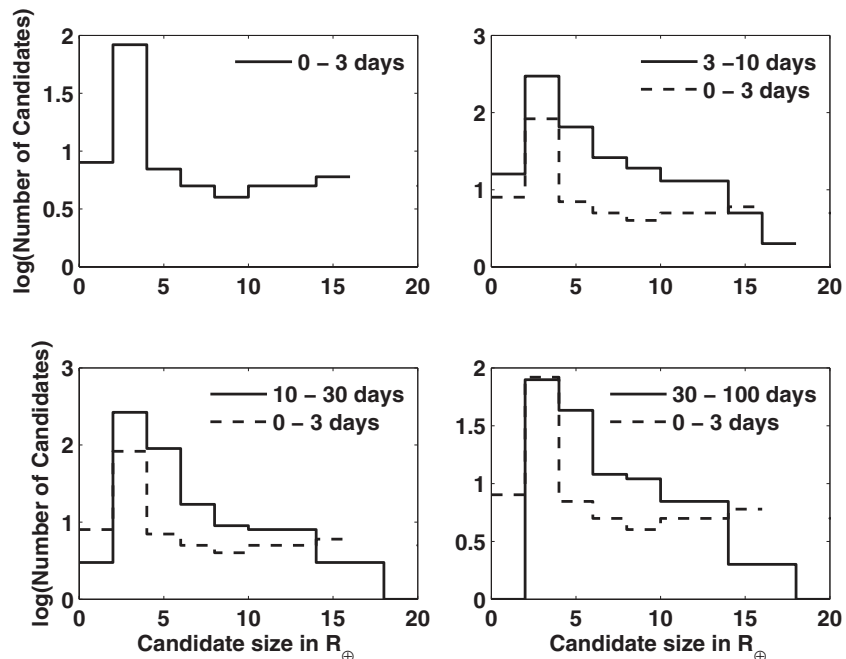 log(Number of Candidates)
2
1.5
1
0.5
0
0 5 10 15 20
0 – 3 days
3
2
1
0
0 5 10 15 20
3 –10 days
0 – 3 days
log(Number of Candidates)
3
2
1
0
0 5 10 15 20
10 – 30 days
0 – 3 days
Candidate size in R⊕
2
1.5
1
0.5
0
0 5 10 15 20
30 – 100 days
0 – 3 days
Candidate size in R⊕